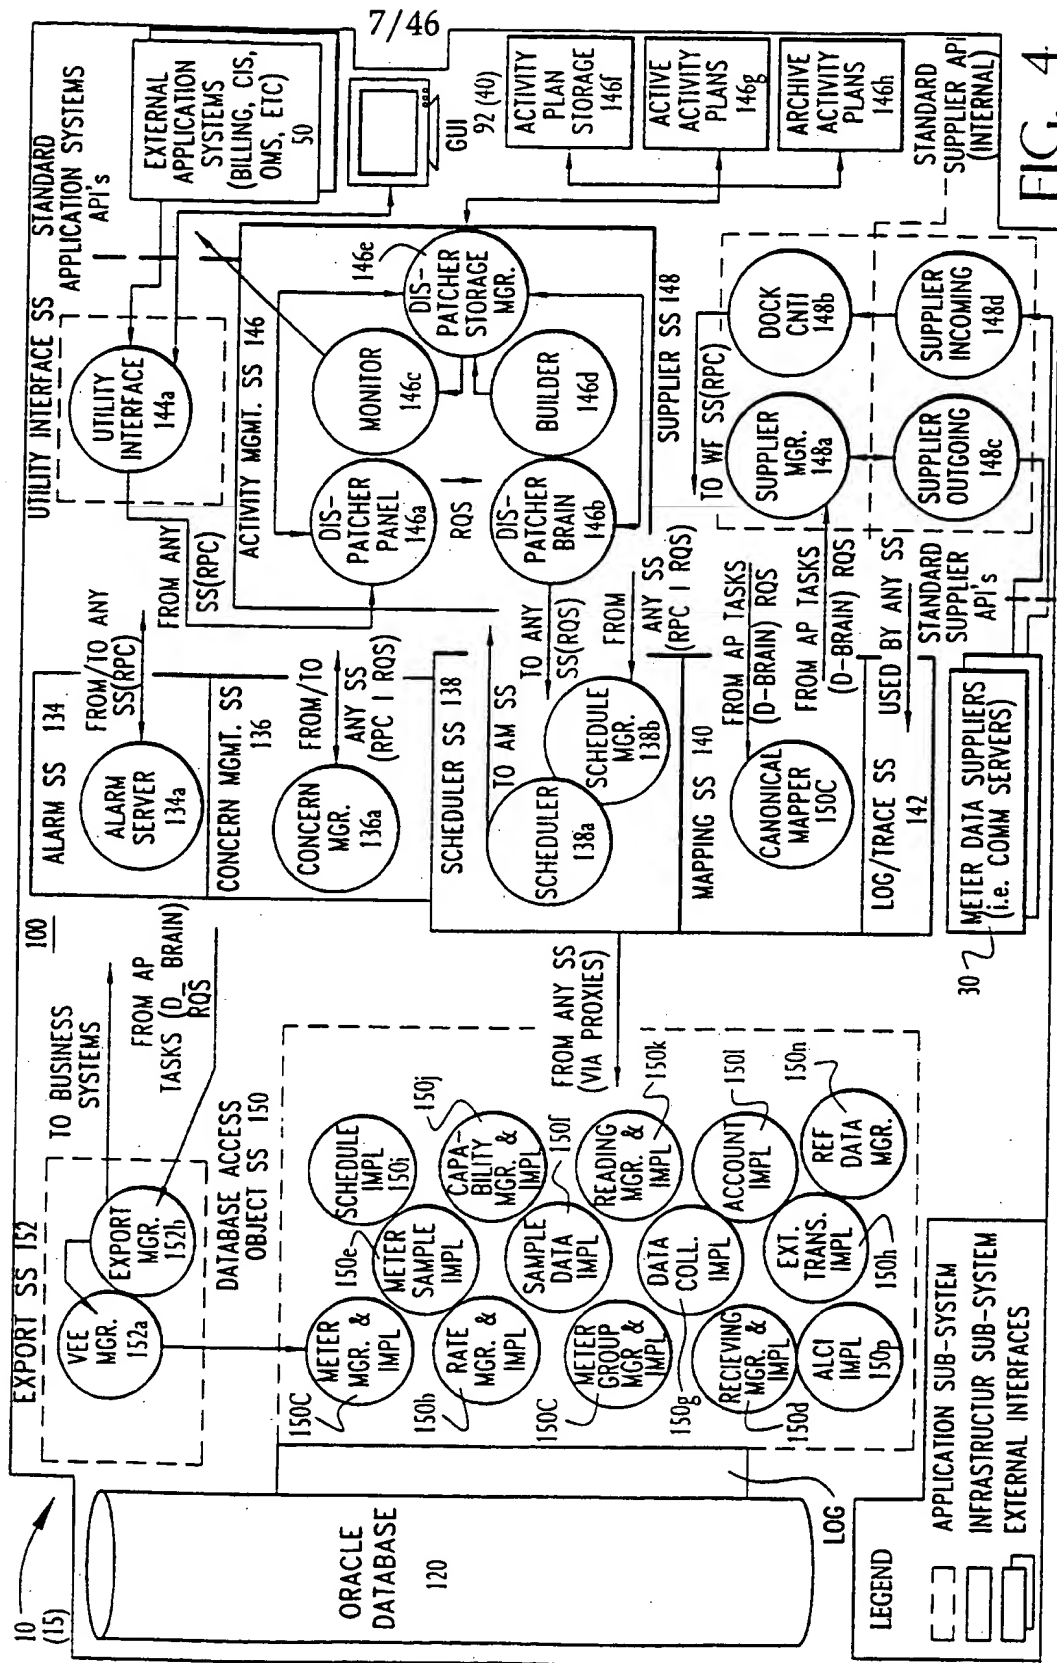 7/46
10
(15)
100
EXPORT SS 152
VEE
MGR.
152a
EXPORT
MGR.
152h
TO BUSINESS
SYSTEMS
FROM AP
TASKS (D_ BRAIN)
RQS
DATABASE ACCESS
OBJECT SS 150
ORACLE
DATABASE
120
LOG
150C
METER
MGR. &
IMPL
150e
METER
SAMPLE
IMPL
SCHEDULE
IMPL
150i
150j
CAPA-
BILITY
MGR. &
IMPL
150b
RATE
MGR. &
IMPL
SAMPLE
DATA
IMPL
150f
150C
METER
GROUP
MGR &
IMPL
150g
DATA
COLL.
IMPL
READING
MGR. &
IMPL
150k
ACCOUNT
IMPL
150l
RECIEVING
MGR. &
IMPL
150d
EXT.
TRANS.
IMPL
150h
REF
DATA
MGR.
150n
ALCI
IMPL
150p
FROM ANY SS
(VIA PROXIES)
ALARM SS 134
ALARM
SERVER
134a
FROM/TO ANY
SS(RPC)
CONCERN MGMT. SS
136
CONCERN
MGR.
136a
FROM/TO
ANY SS
(RPC I RQS)
SCHEDULER SS 138
SCHEDULER
138a
SCHEDULE
MGR.
138b
TO AM SS
TO ANY
SS(RQS)
FROM
ANY SS
(RPC I RQS)
MAPPING SS 140
CANONICAL
MAPPER
150C
FROM AP TASKS
(D-BRAIN) RQS
FROM AP TASKS
(D-BRAIN) RQS
LOG/TRACE SS
142
USED BY ANY SS
STANDARD
SUPPLIER
API's
30
METER DATA SUPPLIERS
(i.e. COMM SERVERS)
UTILITY INTERFACE SS
UTILITY
INTERFACE
144a
FROM ANY
SS(RPC)
STANDARD
APPLICATION SYSTEMS
API's
EXTERNAL
APPLICATION
SYSTEMS
(BILLING, CIS,
OMS, ETC)
50
GUI
92 (40)
ACTIVITY MGMT. SS 146
DIS-
PATCHER
PANEL
146a
RQS
DIS-
PATCHER
BRAIN
146b
MONITOR
146c
BUILDER
146d
146e
DIS-
PATCHER
STORAGE
MGR.
ACTIVITY
PLAN
STORAGE
146f
ACTIVE
ACTIVITY
PLANS
146g
ARCHIVE
ACTIVITY
PLANS
146h
SUPPLIER SS 148
TO WF SS(RPC)
SUPPLIER
MGR.
148a
DOCK
CNTI
148b
SUPPLIER
OUTGOING
148c
SUPPLIER
INCOMING
148d
STANDARD
SUPPLIER API
(INTERNAL)
LEGEND
APPLICATION SUB-SYSTEM
INFRASTRUCTUR SUB-SYSTEM
EXTERNAL INTERFACES
FIG. 4